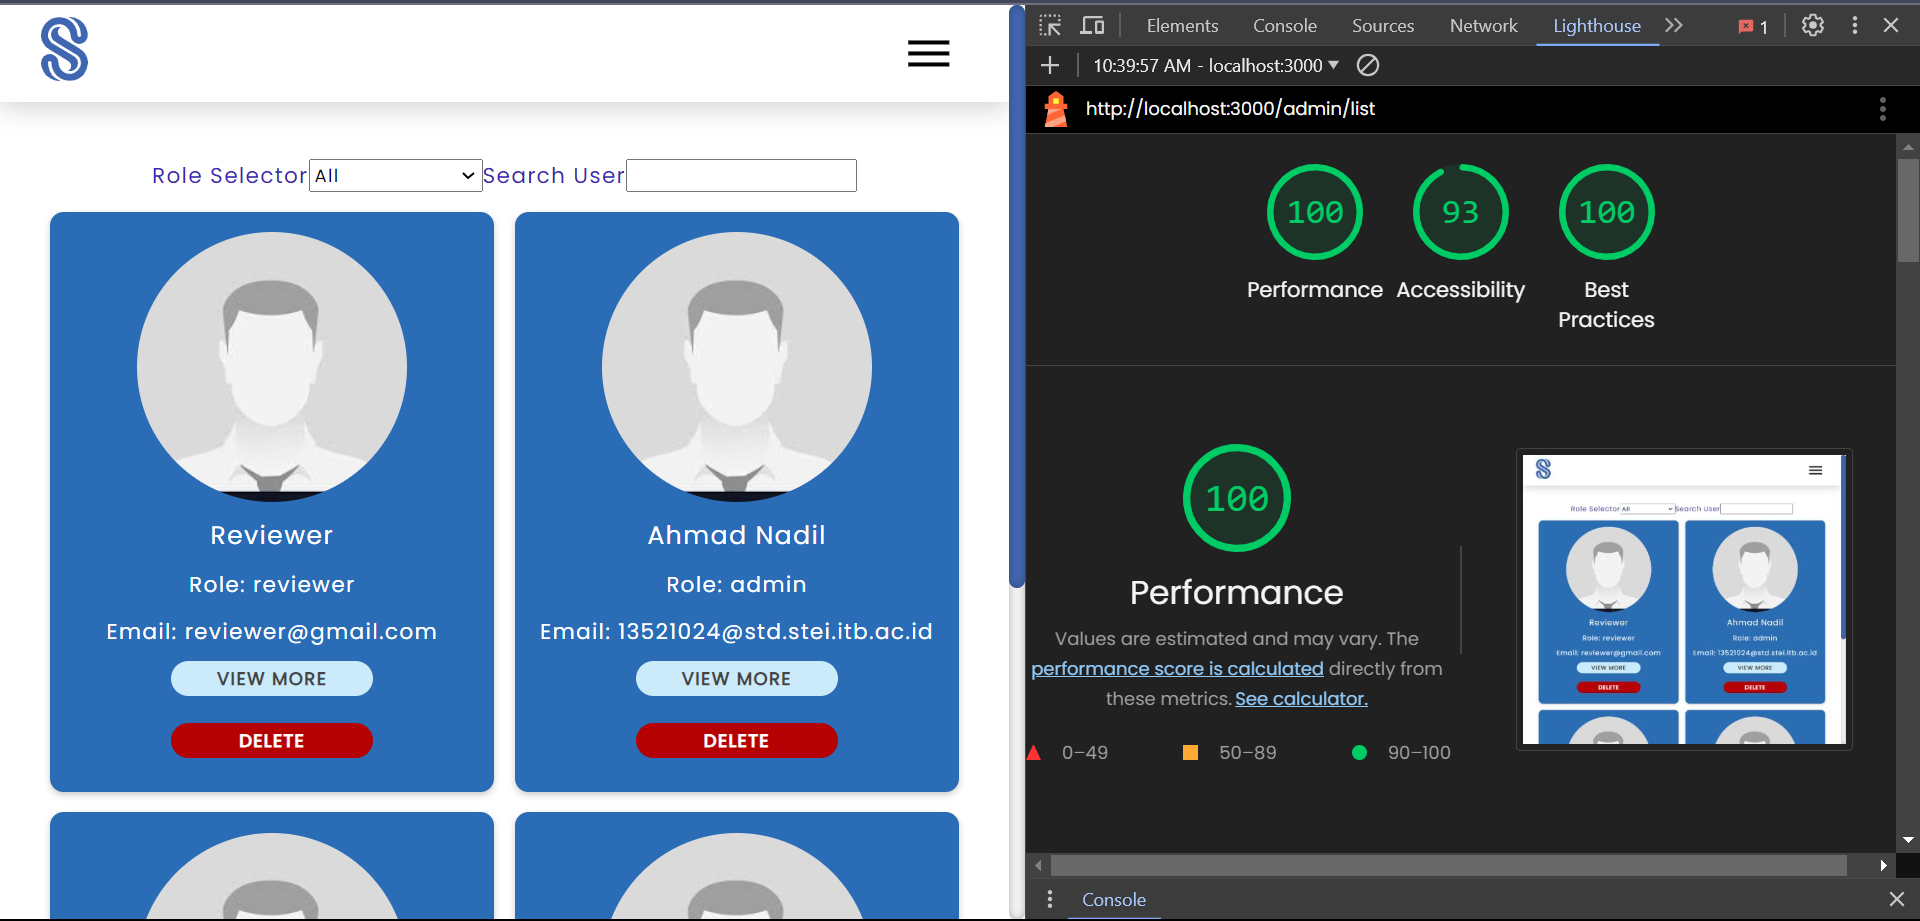 Role Selector All Search User
Reviewer
Role: reviewer
Email: reviewer@gmail.com
VIEW MORE
DELETE
Ahmad Nadil
Role: admin
Email: 13521024@std.stei.itb.ac.id
VIEW MORE
DELETE
Elements Console Sources Network Lighthouse 1
10:39:57 AM - localhost:3000
http://localhost:3000/admin/list
100 93 100
Performance Accessibility Best
Practices
100
Performance
Values are estimated and may vary. The
performance score is calculated directly from
these metrics. See calculator.
0–49 50–89 90–100
Role Selector All Search User
Reviewer
Role: reviewer
Email: reviewer@gmail.com
VIEW MORE
DELETE
Ahmad Nadil
Role: admin
Email: 13521024@std.stei.itb.ac.id
VIEW MORE
DELETE
Console